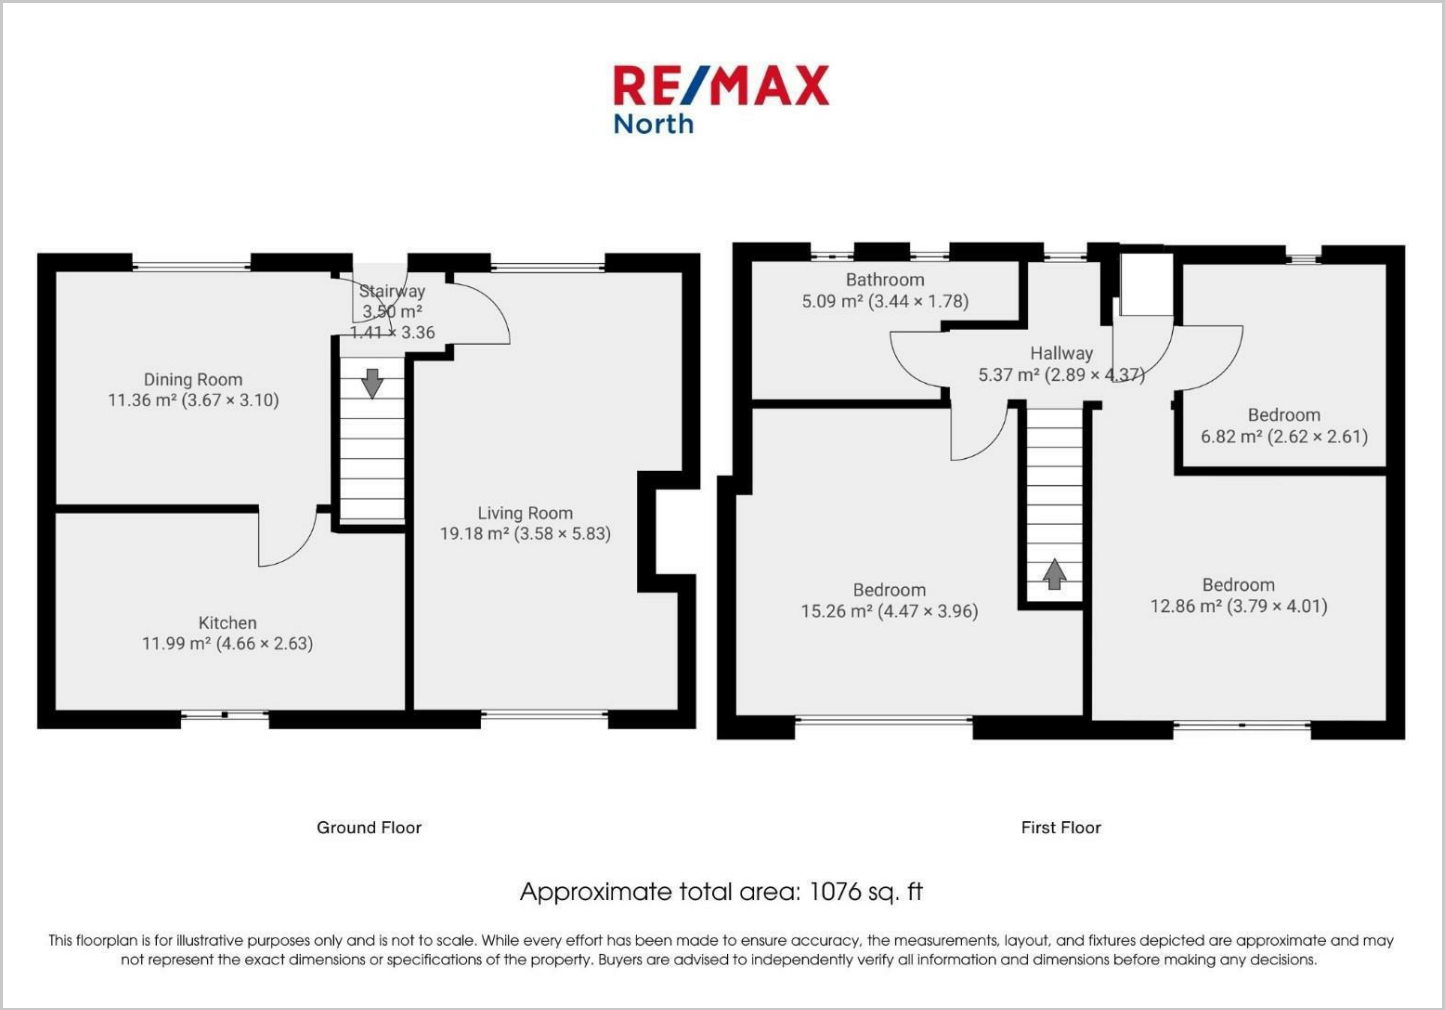 RE/MAX
North
Stairway
3.50 m²
1.41 × 3.36
Dining Room
11.36 m² (3.67 × 3.10)
Living Room
19.18 m² (3.58 × 5.83)
Kitchen
11.99 m² (4.66 × 2.63)
Bathroom
5.09 m² (3.44 × 1.78)
Hallway
5.37 m² (2.89 × 4.37)
Bedroom
6.82 m² (2.62 × 2.61)
Bedroom
15.26 m² (4.47 × 3.96)
Bedroom
12.86 m² (3.79 × 4.01)
Ground Floor
First Floor
Approximate total area: 1076 sq. ft
This floorplan is for illustrative purposes only and is not to scale. While every effort has been made to ensure accuracy, the measurements, layout, and fixtures depicted are approximate and may
not represent the exact dimensions or specifications of the property. Buyers are advised to independently verify all information and dimensions before making any decisions.